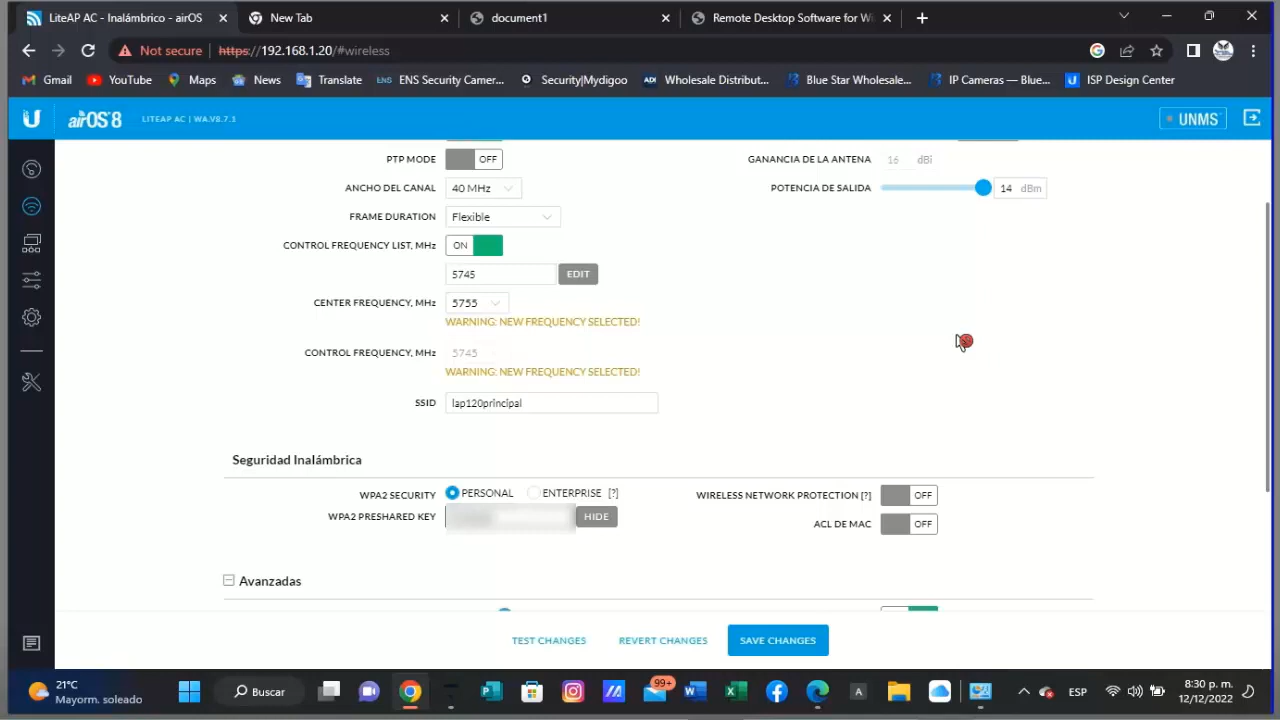 LiteAP AC - Inalámbrico - airOS
New Tab
document1
Remote Desktop Software for Wi
Not secure https://192.168.1.20/#wireless
Gmail YouTube Maps News Translate ENS Security Camer... Security|Mydigoo Wholesale Distribut... Blue Star Wholesale... IP Cameras — Blue... ISP Design Center
airOS 8 LITEAP AC | WA.V8.7.1 UNMS
PTP MODE OFF
GANANCIA DE LA ANTENA 16 dBi
ANCHO DEL CANAL 40 MHz
POTENCIA DE SALIDA 14 dBm
FRAME DURATION Flexible
CONTROL FREQUENCY LIST, MHz ON
5745 EDIT
CENTER FREQUENCY, MHz 5755
WARNING: NEW FREQUENCY SELECTED!
CONTROL FREQUENCY, MHz 5745
WARNING: NEW FREQUENCY SELECTED!
SSID lap120principal
Seguridad Inalámbrica
WPA2 SECURITY PERSONAL ENTERPRISE [?]
WIRELESS NETWORK PROTECTION [?] OFF
WPA2 PRESHARED KEY HIDE
ACL DE MAC OFF
Avanzadas
TEST CHANGES REVERT CHANGES SAVE CHANGES
21°C
Mayorm. soleado
Buscar
99+
ESP
8:30 p. m.
12/12/2022